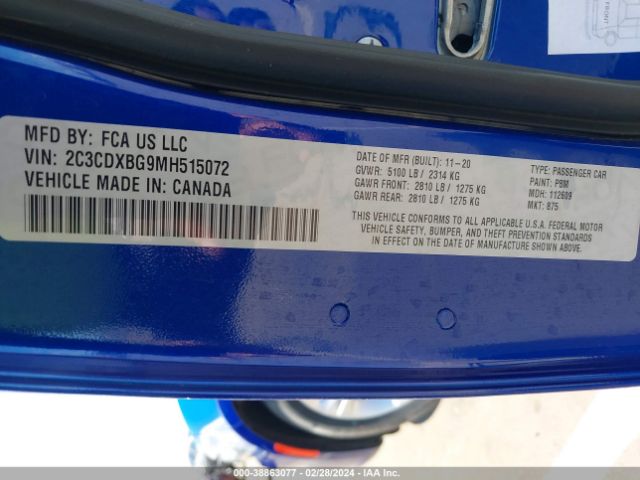 FRONT
MFD BY: FCA US LLC
VIN: 2C3CDXBG9MH515072
VEHICLE MADE IN: CANADA
DATE OF MFR (BUILT): 11-20
GVWR: 5100 LB / 2314 KG
GAWR FRONT: 2810 LB / 1275 KG
GAWR REAR: 2810 LB / 1275 KG
TYPE: PASSENGER CAR
PAINT: PBM
MDH: 112609
MKT: B75
THIS VEHICLE CONFORMS TO ALL APPLICABLE U.S.A. FEDERAL MOTOR
VEHICLE SAFETY, BUMPER, AND THEFT PREVENTION STANDARDS
IN EFFECT ON THE DATE OF MANUFACTURE SHOWN ABOVE.
000-38863077 - 02/28/2024 - IAA Inc.